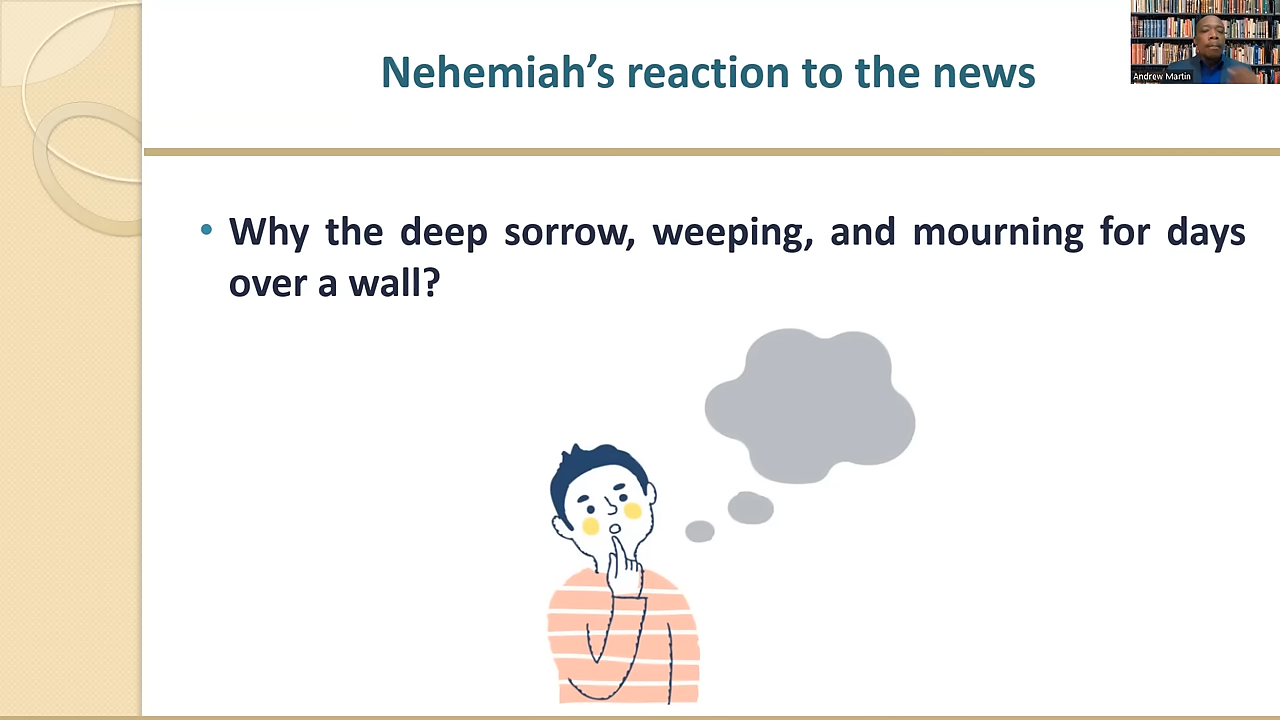 Nehemiah’s reaction to the news
Andrew Martin
• Why the deep sorrow, weeping, and mourning for days
over a wall?